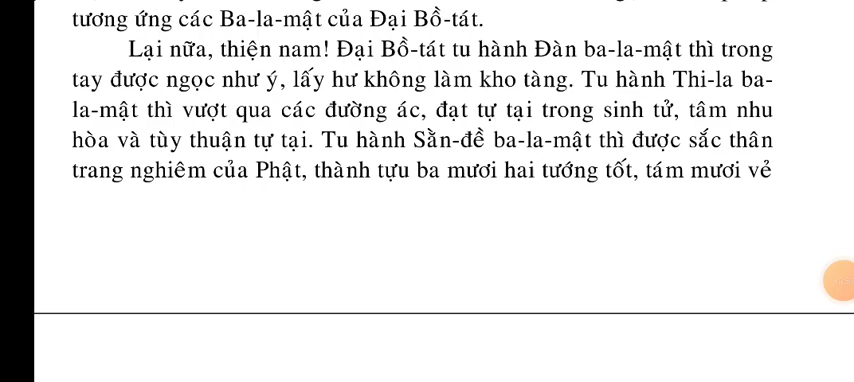 tương ứng các Ba-la-mật của Đại Bồ-tát.
Lại nữa, thiện nam! Đại Bồ-tát tu hành Đàn ba-la-mật thì trong
tay được ngọc như ý, lấy hư không làm kho tàng. Tu hành Thi-la ba-
la-mật thì vượt qua các đường ác, đạt tự tại trong sinh tử, tâm nhu
hòa và tùy thuận tự tại. Tu hành Sằn-đề ba-la-mật thì được sắc thân
trang nghiêm của Phật, thành tựu ba mươi hai tướng tốt, tám mươi vẻ